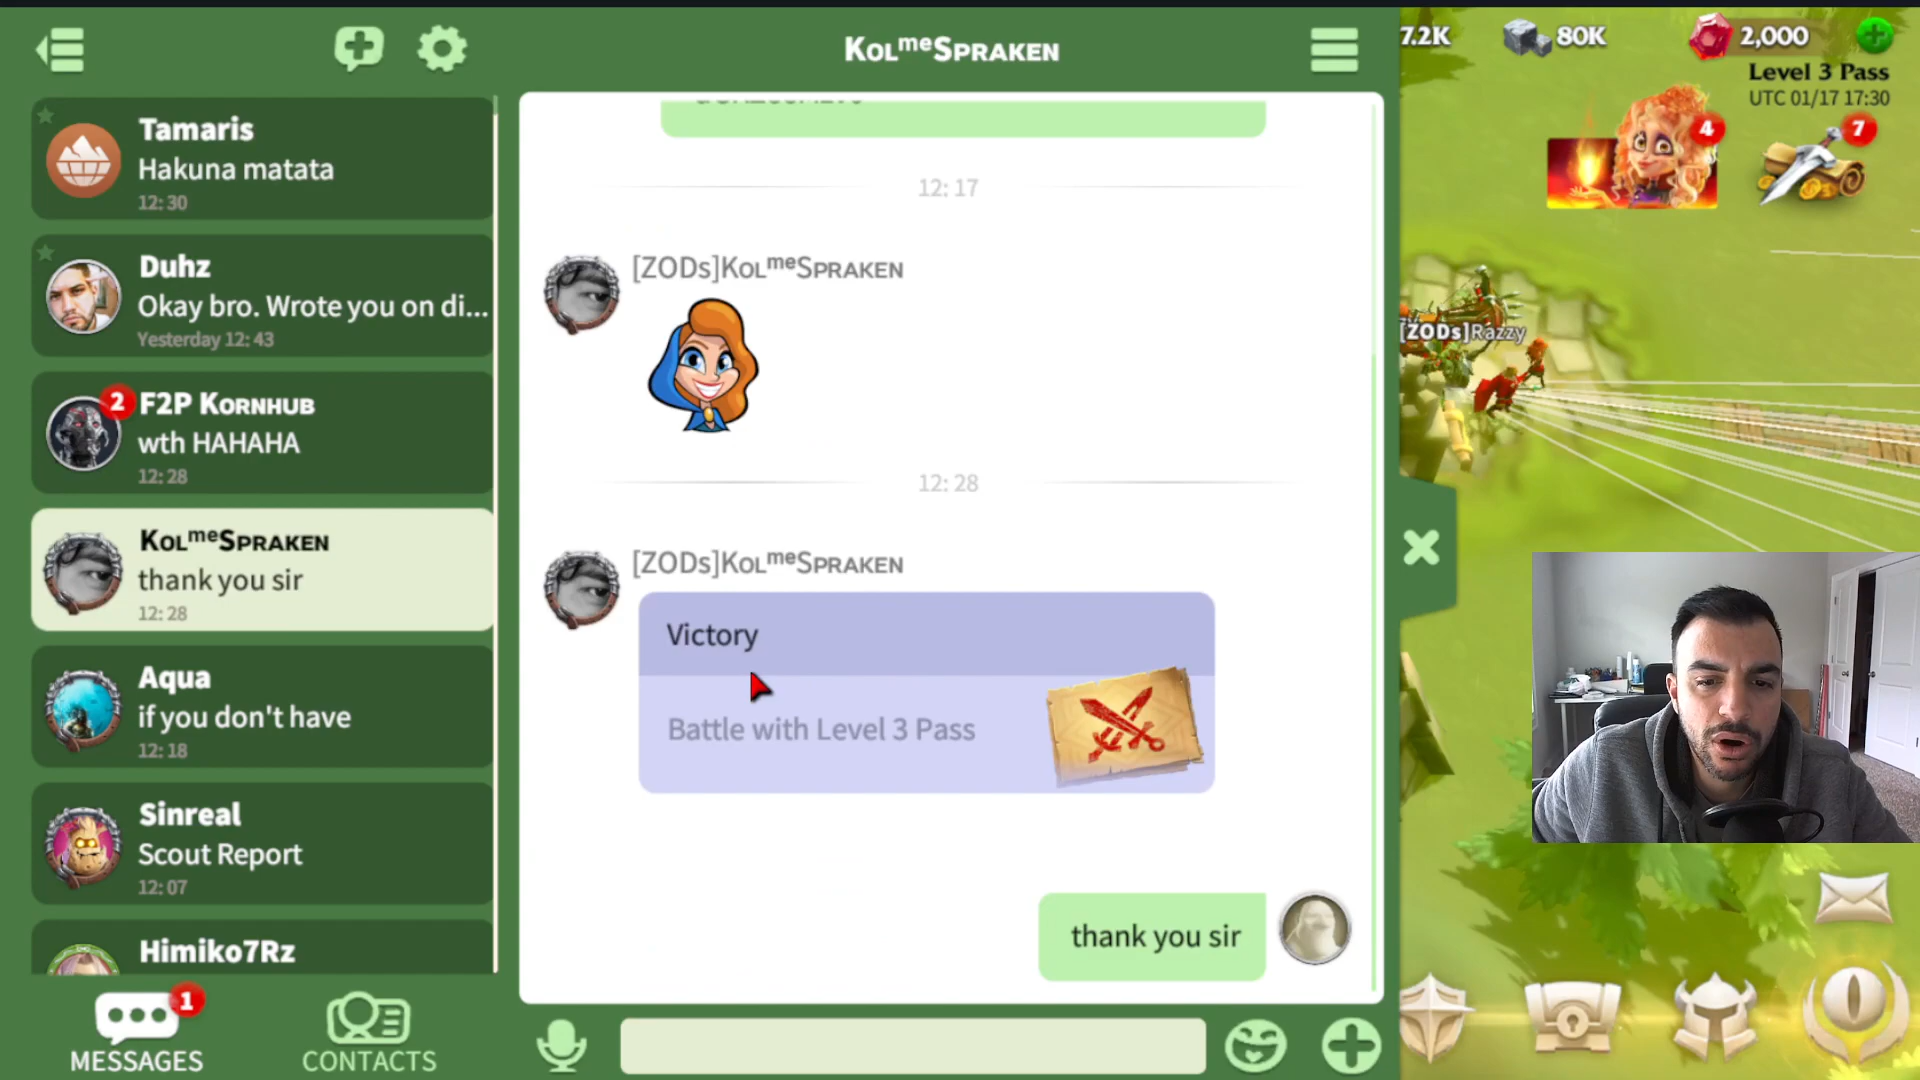 KolᵐᵉSpraken
7.2K
80K
2,000
Level 3 Pass
UTC 01/17 17:30
4
7
Tamaris
Hakuna matata
12:30
Duhz
Okay bro. Wrote you on di...
Yesterday 12:43
2
F2P Kornhub
wth HAHAHA
12:28
KolᵐᵉSpraken
thank you sir
12:28
Aqua
if you don't have
12:18
Sinreal
Scout Report
12:07
Himiko7Rz
1
MESSAGES
CONTACTS
12:17
[ZODs]KolᵐᵉSpraken
12:28
[ZODs]KolᵐᵉSpraken
Victory
Battle with Level 3 Pass
thank you sir
[ZODs]Razzy